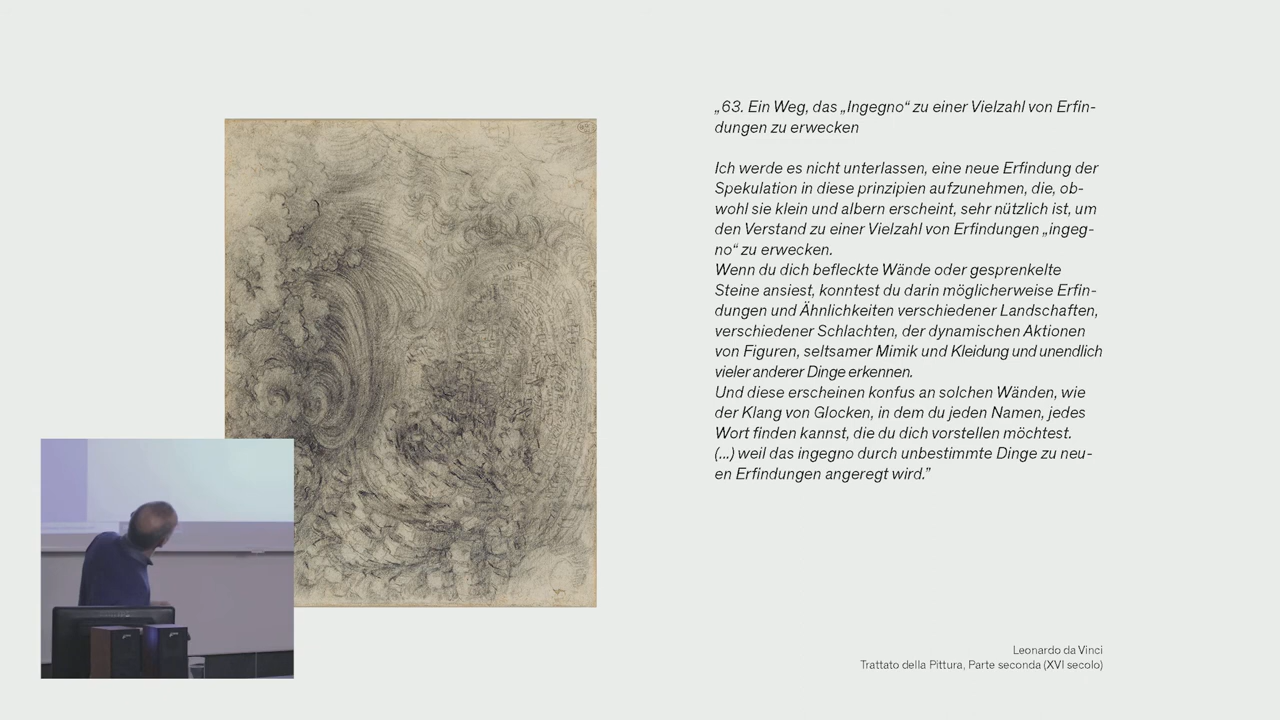 „63. Ein Weg, das „Ingegno“ zu einer Vielzahl von Erfin-
dungen zu erwecken
Ich werde es nicht unterlassen, eine neue Erfindung der
Spekulation in diese prinzipien aufzunehmen, die, ob-
wohl sie klein und albern erscheint, sehr nützlich ist, um
den Verstand zu einer Vielzahl von Erfindungen „ingeg-
no“ zu erwecken.
Wenn du dich befleckte Wände oder gesprenkelte
Steine ansiest, konntest du darin möglicherweise Erfin-
dungen und Ähnlichkeiten verschiedener Landschaften,
verschiedener Schlachten, der dynamischen Aktionen
von Figuren, seltsamer Mimik und Kleidung und unendlich
vieler anderer Dinge erkennen.
Und diese erscheinen konfus an solchen Wänden, wie
der Klang von Glocken, in dem du jeden Namen, jedes
Wort finden kannst, die du dich vorstellen möchtest.
(...) weil das ingegno durch unbestimmte Dinge zu neu-
en Erfindungen angeregt wird.”
Leonardo da Vinci
Trattato della Pittura, Parte seconda (XVI secolo)